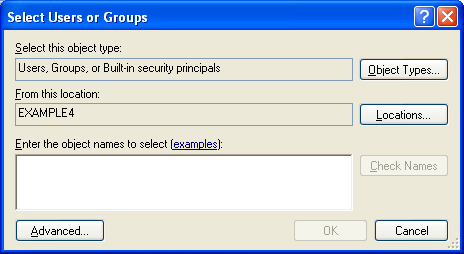 Select Users or Groups
Select this object type:
Users, Groups, or Built-in security principals
Object Types...
From this location:
EXAMPLE4
Locations...
Enter the object names to select (examples):
Check Names
Advanced...
OK
Cancel